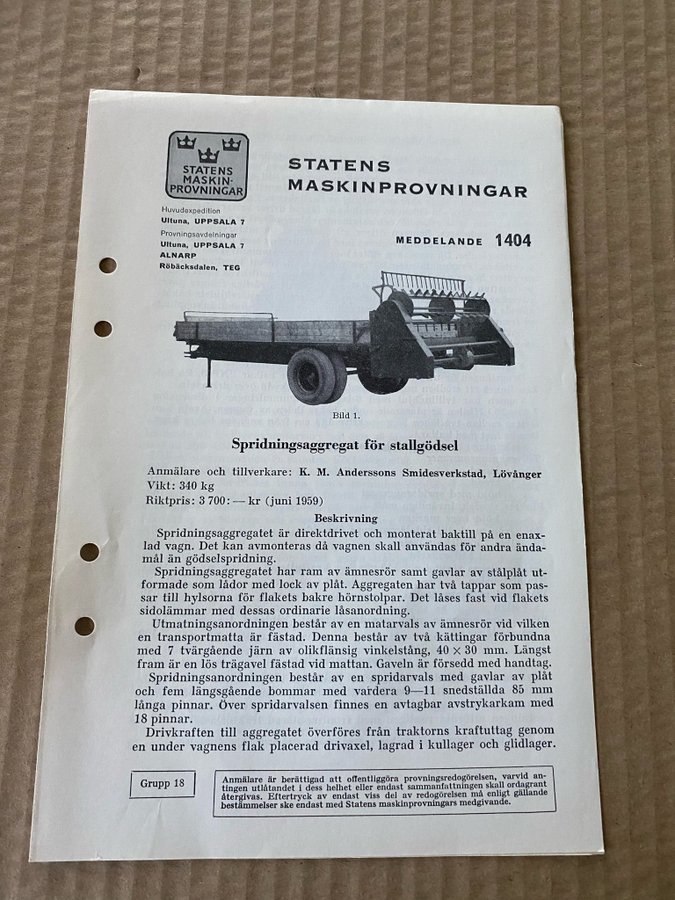 STATENS
MASKIN-
PROVNINGAR
STATENS
MASKINPROVNINGAR
Huvudexpedition
Ultuna, UPPSALA 7
Provningsavdelningar
Ultuna, UPPSALA 7
ALNARP
Röbäcksdalen, TEG
MEDDELANDE 1404
Bild 1.
Spridningsaggregat för stallgödsel
Anmälare och tillverkare: K. M. Anderssons Smidesverkstad, Lövånger
Vikt: 340 kg
Riktpris: 3 700: — kr (juni 1959)
Beskrivning
Spridningsaggregatet är direktdrivet och monterat baktill på en enax-
lad vagn. Det kan avmonteras då vagnen skall användas för andra ända-
mål än gödselspridning.
Spridningsaggregatet har ram av ämnesrör samt gavlar av stålplåt ut-
formade som lådor med lock av plåt. Aggregaten har två tappar som pas-
sar till hylsorna för flakets bakre hörnstolpar. Det låses fast vid flakets
sidolämmar med dessas ordinarie låsanordning.
Utmatningsanordningen består av en matarvals av ämnesrör vid vilken
en transportmatta är fästad. Denna består av två kättingar förbundna
med 7 tvärgående järn av olikflänsig vinkelstång, 40 × 30 mm. Längst
fram är en lös trägavel fästad vid mattan. Gaveln är försedd med handtag.
Spridningsanordningen består av en spridarvals med gavlar av plåt
och fem längsgående bommar med vardera 9—11 snedställda 85 mm
långa pinnar. Över spridarvalsen finnes en avtagbar avstrykarkam med
18 pinnar.
Drivkraften till aggregatet överföres från traktorns kraftuttag genom
en under vagnens flak placerad drivaxel, lagrad i kullager och glidlager.
Grupp 18
Anmälare är berättigad att offentliggöra provningsredogörelsen, varvid an-
tingen utlåtandet i dess helhet eller endast sammanfattningen skall ordagrant
återgivas. Eftertryck av endast viss del av redogörelsen må enligt gällande
bestämmelser ske endast med Statens maskinprovningars medgivande.